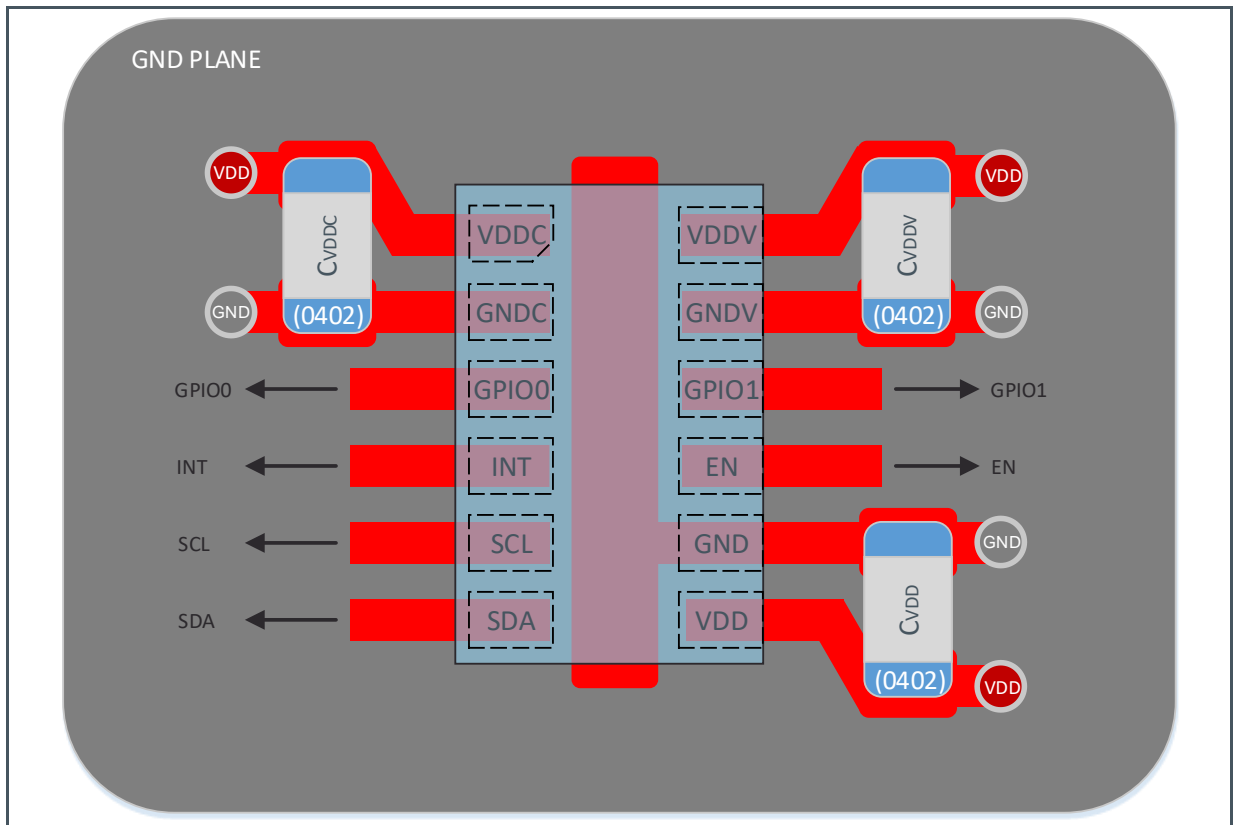 GND PLANE
VDD
CVDDC
(0402)
GND
VDDC
GNDC
GPIO0
INT
SCL
SDA
VDDV
GNDV
GPIO1
EN
GND
VDD
CVDDV
(0402)
VDD
GND
GPIO0
INT
SCL
SDA
GPIO1
EN
CVDD
(0402)
GND
VDD